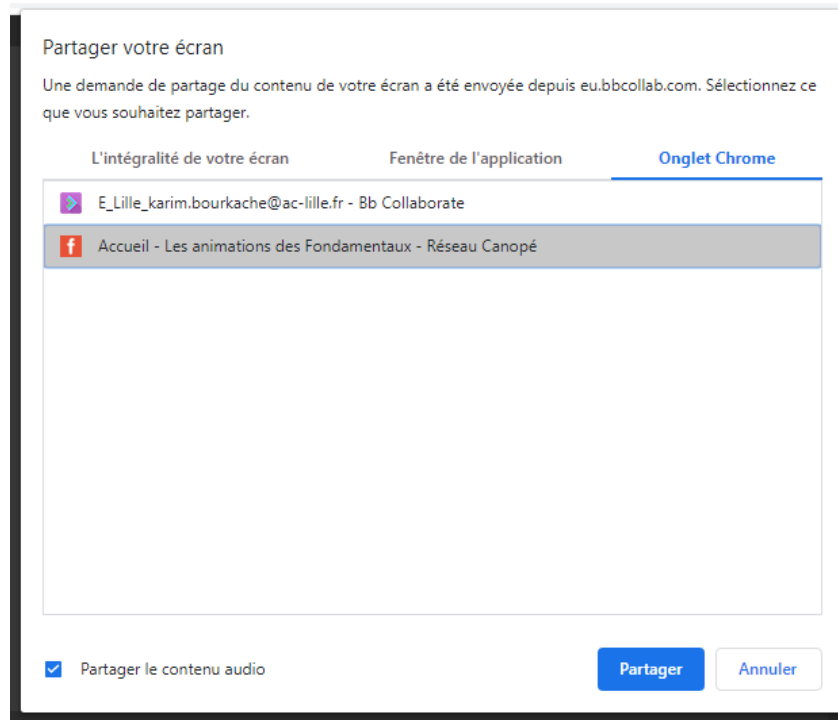 Partager votre écran
Une demande de partage du contenu de votre écran a été envoyée depuis eu.bbcollab.com. Sélectionnez ce
que vous souhaitez partager.
L'intégralité de votre écran Fenêtre de l'application Onglet Chrome
E_Lille_karim.bourkache@ac-lille.fr - Bb Collaborate
f Accueil - Les animations des Fondamentaux - Réseau Canopé
Partager le contenu audio Partager Annuler